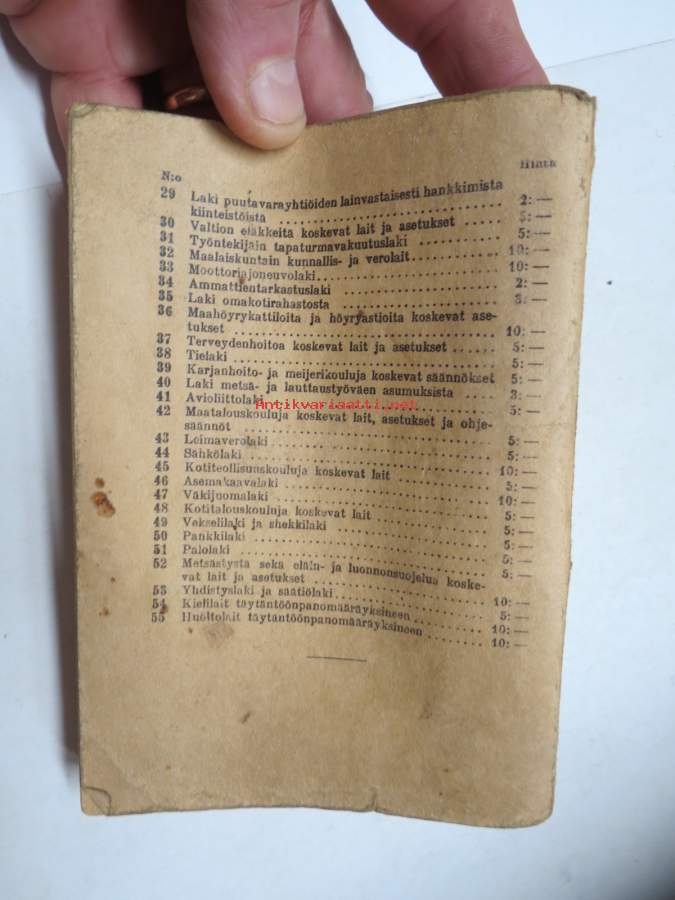 N:o Hinta
29 Laki puutavarayhtiöiden lainvastaisesti hankkimista
kiinteistöistä ..... 2: —
30 Valtion eläkkeitä koskevat lait ja asetukset ..... 5: —
31 Työntekijäin tapaturmavakuutuslaki ..... 5: —
32 Maalaiskuntain kunnallis- ja verolait ..... 10: —
33 Moottoriajoneuvolaki ..... 10: —
34 Ammattientarkastuslaki ..... 2: —
35 Laki omakotirahastosta ..... 3: —
36 Maahöyrykattiloita ja höyryastioita koskevat ase-
tukset ..... 10: —
37 Terveydenhoitoa koskevat lait ja asetukset ..... 5: —
38 Tielaki ..... 5: —
39 Karjanhoito- ja meijerikouluja koskevat säännökset 5: —
40 Laki metsä- ja lauttaustyöväen asumuksista ..... 3: —
41 Avioliittolaki ..... 5: —
Antikvariaatti.net
42 Maatalouskouluja koskevat lait, asetukset ja ohje-
säännöt ..... 5: —
43 Leimaverolaki ..... 5: —
44 Sähkölaki ..... 5: —
45 Kotiteollisuuskouluja koskevat lait ..... 10: —
46 Asemakaavalaki ..... 5: —
47 Väkijuomalaki ..... 10: —
48 Kotitalouskouluja koskevat lait ..... 5: —
49 Vekselilaki ja shekkilaki ..... 5: —
50 Pankkilaki ..... 5: —
51 Palolaki ..... 5: —
52 Metsästystä sekä eläin- ja luonnonsuojelua koske-
vat lait ja asetukset ..... 10: —
53 Yhdistyslaki ja säätiölaki ..... 5: —
54 Kielilait täytäntöönpanomääräyksineen ..... 10: —
55 Huoltolait täytäntöönpanomääräyksineen ..... 10: —